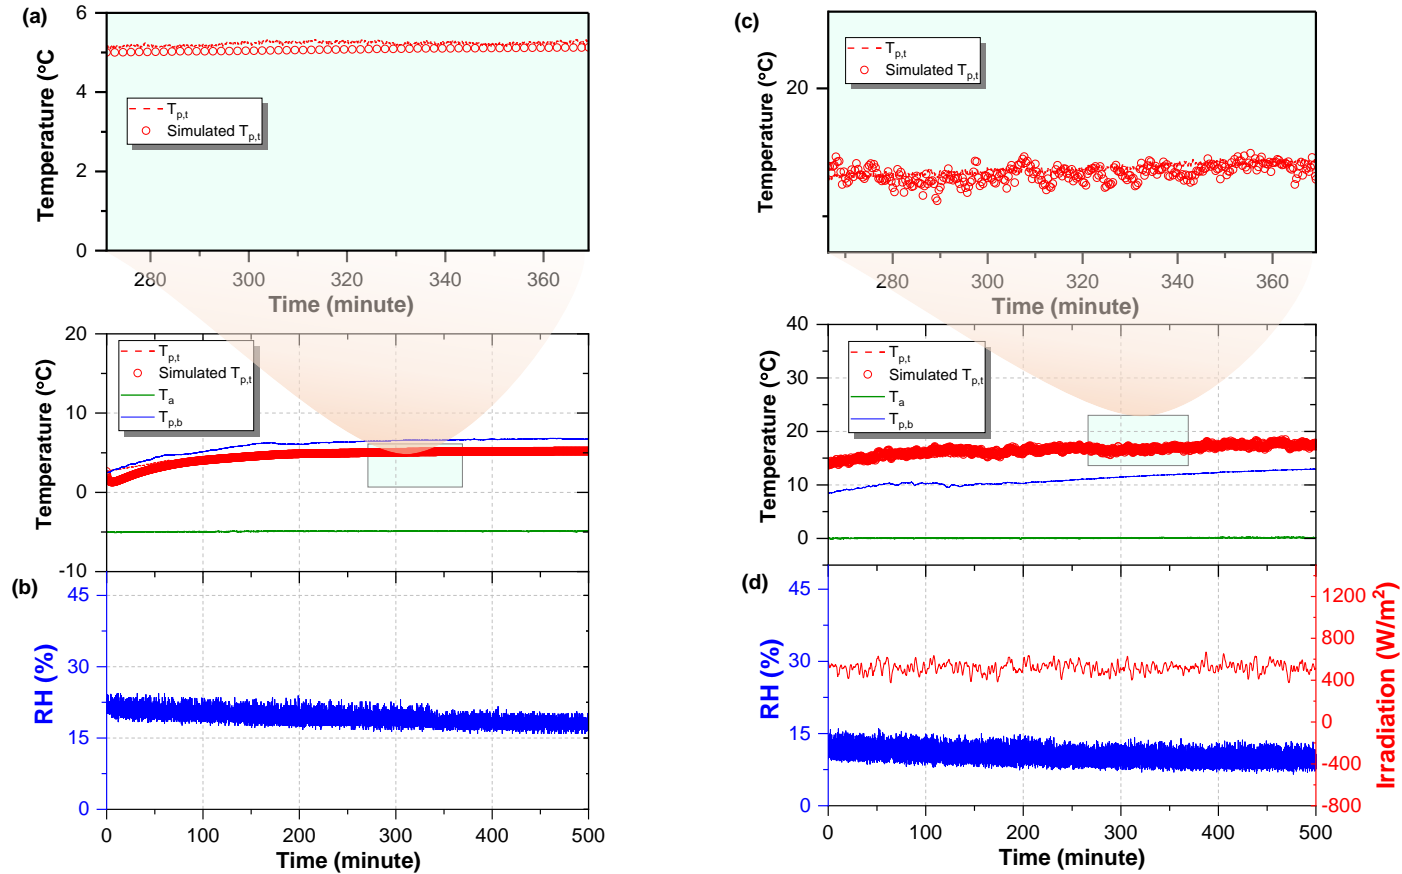 (a)
6
4
2
0
Temperature (°C
T_p,t
Simulated T_p,t
280
300
320
340
360
Time (minute)
20
10
0
-10
Temperature (°C)
T_p,t
Simulated T_p,t
T_a
T_p,b
(b)
45
30
15
0
RH (%)
0
100
200
300
400
500
Time (minute)
(c)
20
Temperature (°C)
T_p,t
Simulated T_p,t
280
300
320
340
360
Time (minute)
40
30
20
10
0
Temperature (°C)
T_p,t
Simulated T_p,t
T_a
T_p,b
(d)
45
30
15
0
RH (%)
1200
800
400
0
-400
-800
Irradiation (W/m²)
0
100
200
300
400
500
Time (minute)